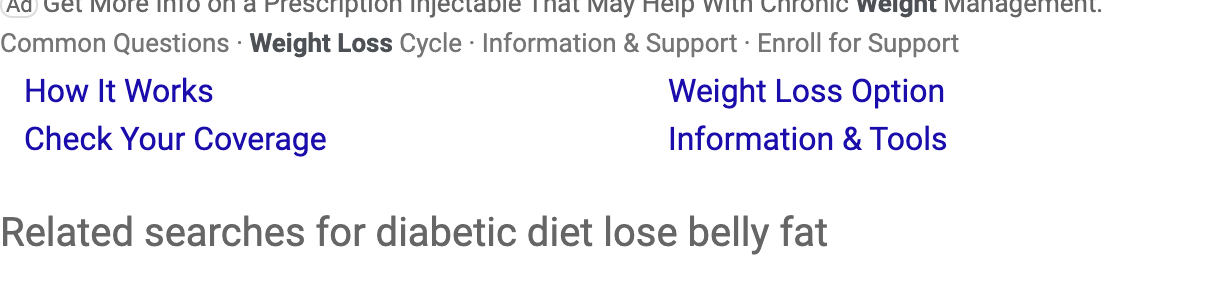 Ad Get More Info on a Prescription Injectable That May Help With Chronic Weight Management.
Common Questions · Weight Loss Cycle · Information & Support · Enroll for Support
How It Works
Weight Loss Option
Check Your Coverage
Information & Tools
Related searches for diabetic diet lose belly fat